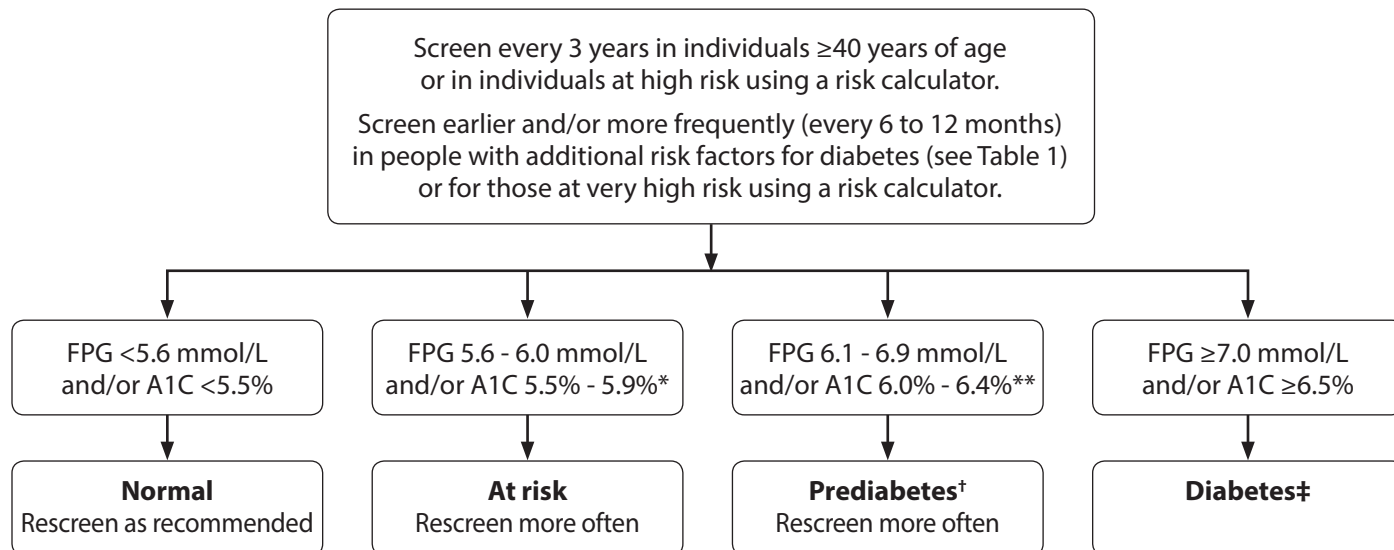 Screen every 3 years in individuals ≥40 years of age
or in individuals at high risk using a risk calculator.
Screen earlier and/or more frequently (every 6 to 12 months)
in people with additional risk factors for diabetes (see Table 1)
or for those at very high risk using a risk calculator.
FPG <5.6 mmol/L
and/or A1C <5.5%
FPG 5.6 - 6.0 mmol/L
and/or A1C 5.5% - 5.9%*
FPG 6.1 - 6.9 mmol/L
and/or A1C 6.0% - 6.4%**
FPG ≥7.0 mmol/L
and/or A1C ≥6.5%
Normal
Rescreen as recommended
At risk
Rescreen more often
Prediabetes†
Rescreen more often
Diabetes‡